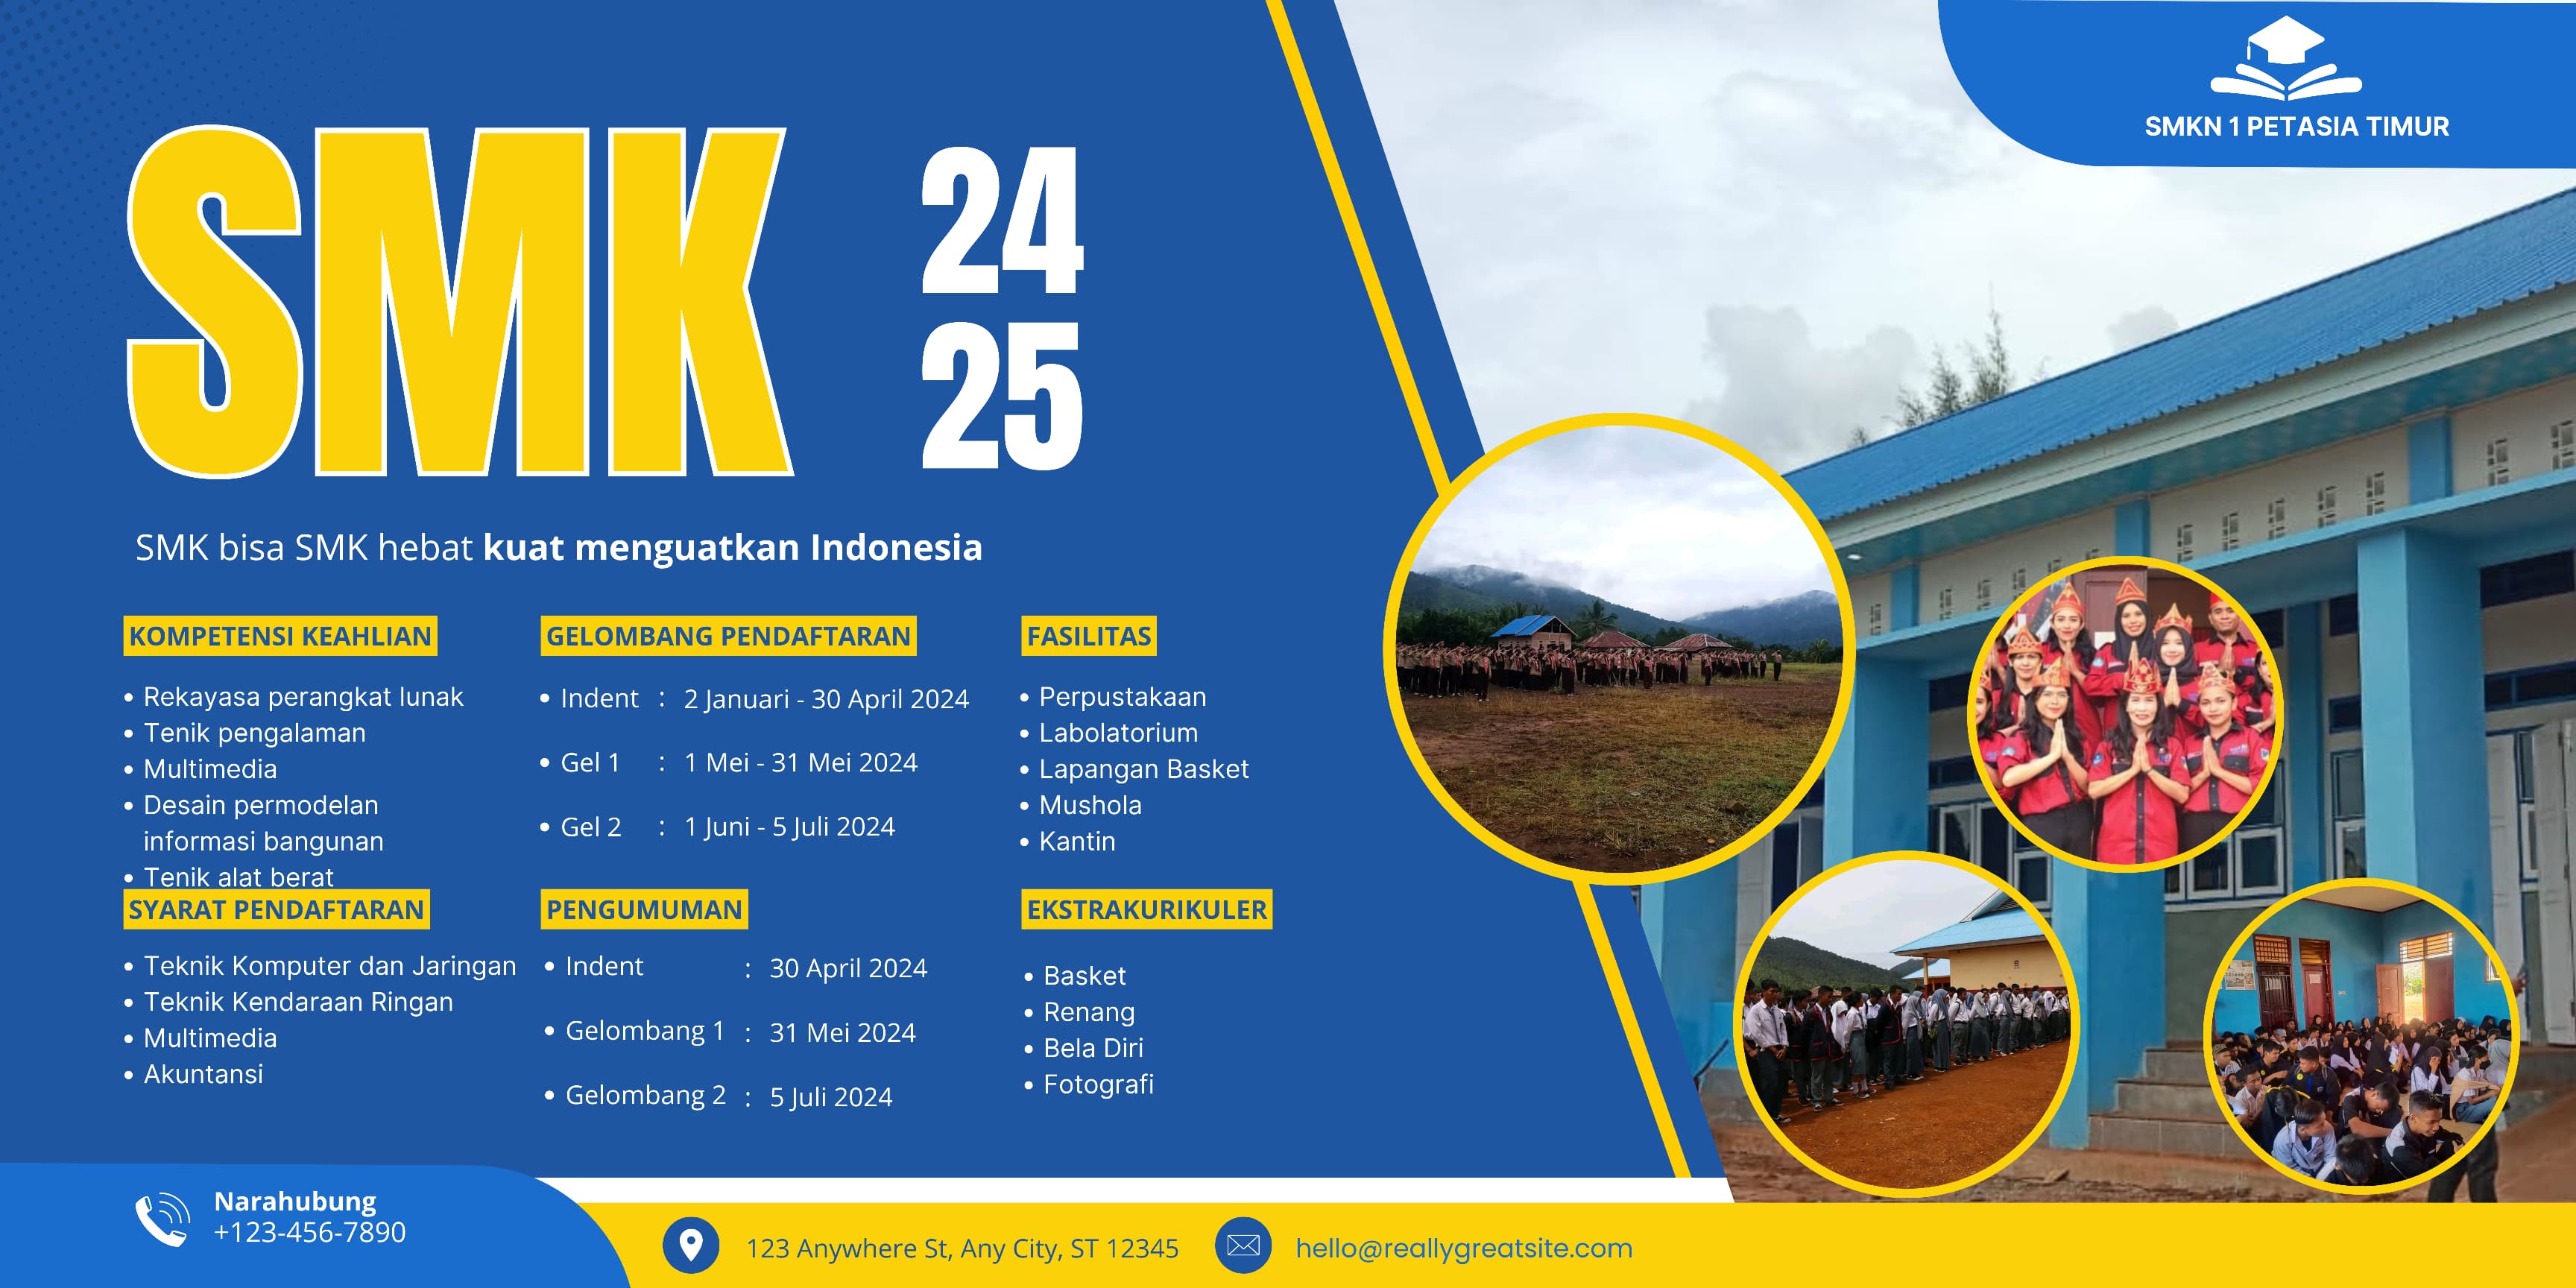 SMKN 1 PETASIA TIMUR
SMK
24
25
SMK bisa SMK hebat kuat menguatkan Indonesia
KOMPETENSI KEAHLIAN
• Rekayasa perangkat lunak
• Tenik pengalaman
• Multimedia
• Desain permodelan
informasi bangunan
• Tenik alat berat
GELOMBANG PENDAFTARAN
• Indent : 2 Januari - 30 April 2024
• Gel 1 : 1 Mei - 31 Mei 2024
• Gel 2 : 1 Juni - 5 Juli 2024
FASILITAS
• Perpustakaan
• Labolatorium
• Lapangan Basket
• Mushola
• Kantin
SYARAT PENDAFTARAN
• Teknik Komputer dan Jaringan
• Teknik Kendaraan Ringan
• Multimedia
• Akuntansi
PENGUMUMAN
• Indent : 30 April 2024
• Gelombang 1 : 31 Mei 2024
• Gelombang 2 : 5 Juli 2024
EKSTRAKURIKULER
• Basket
• Renang
• Bela Diri
• Fotografi
Narahubung
+123-456-7890
123 Anywhere St, Any City, ST 12345
hello@reallygreatsite.com